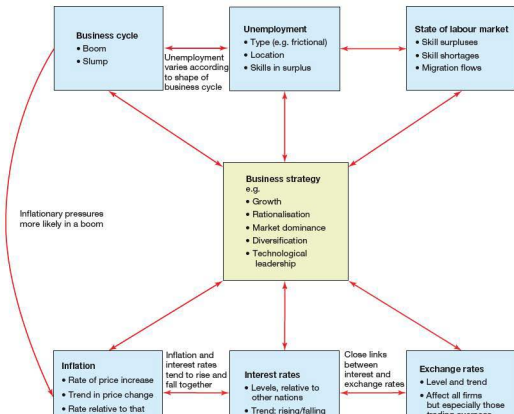 Business cycle
• Boom
• Slump
Unemployment
varies according
to shape of
business cycle
Unemployment
• Type (e.g. frictional)
• Location
• Skills in surplus
State of labour market
• Skill surpluses
• Skill shortages
• Migration flows
Business strategy
e.g.
• Growth
• Rationalisation
• Market dominance
• Diversification
• Technological
leadership
Inflationary pressures
more likely in a boom
Inflation
• Rate of price increase
• Trend in price change
• Rate relative to that
Inflation and
interest rates
tend to rise and
fall together
Interest rates
• Levels, relative to
other nations
• Trend: rising/falling
Close links
between
interest and
exchange rates
Exchange rates
• Level and trend
• Affect all firms
but especially those
trading overseas